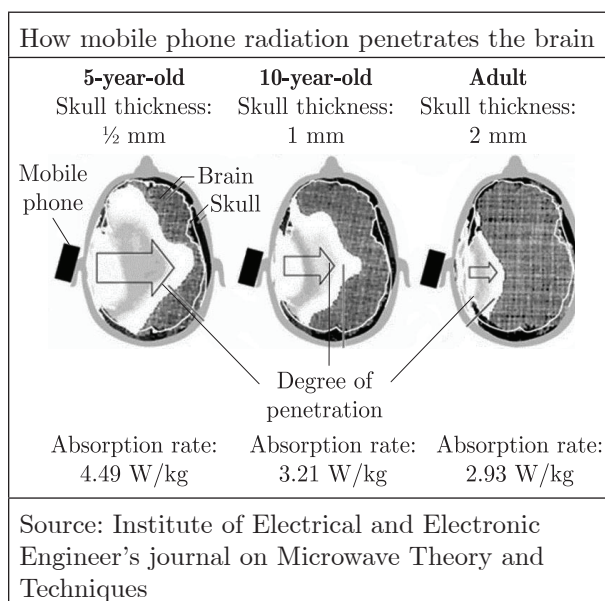 How mobile phone radiation penetrates the brain
5-year-old
Skull thickness:
½ mm
10-year-old
Skull thickness:
1 mm
Adult
Skull thickness:
2 mm
Mobile
phone
Brain
Skull
Degree of
penetration
Absorption rate:
4.49 W/kg
Absorption rate:
3.21 W/kg
Absorption rate:
2.93 W/kg
Source: Institute of Electrical and Electronic
Engineer's journal on Microwave Theory and
Techniques